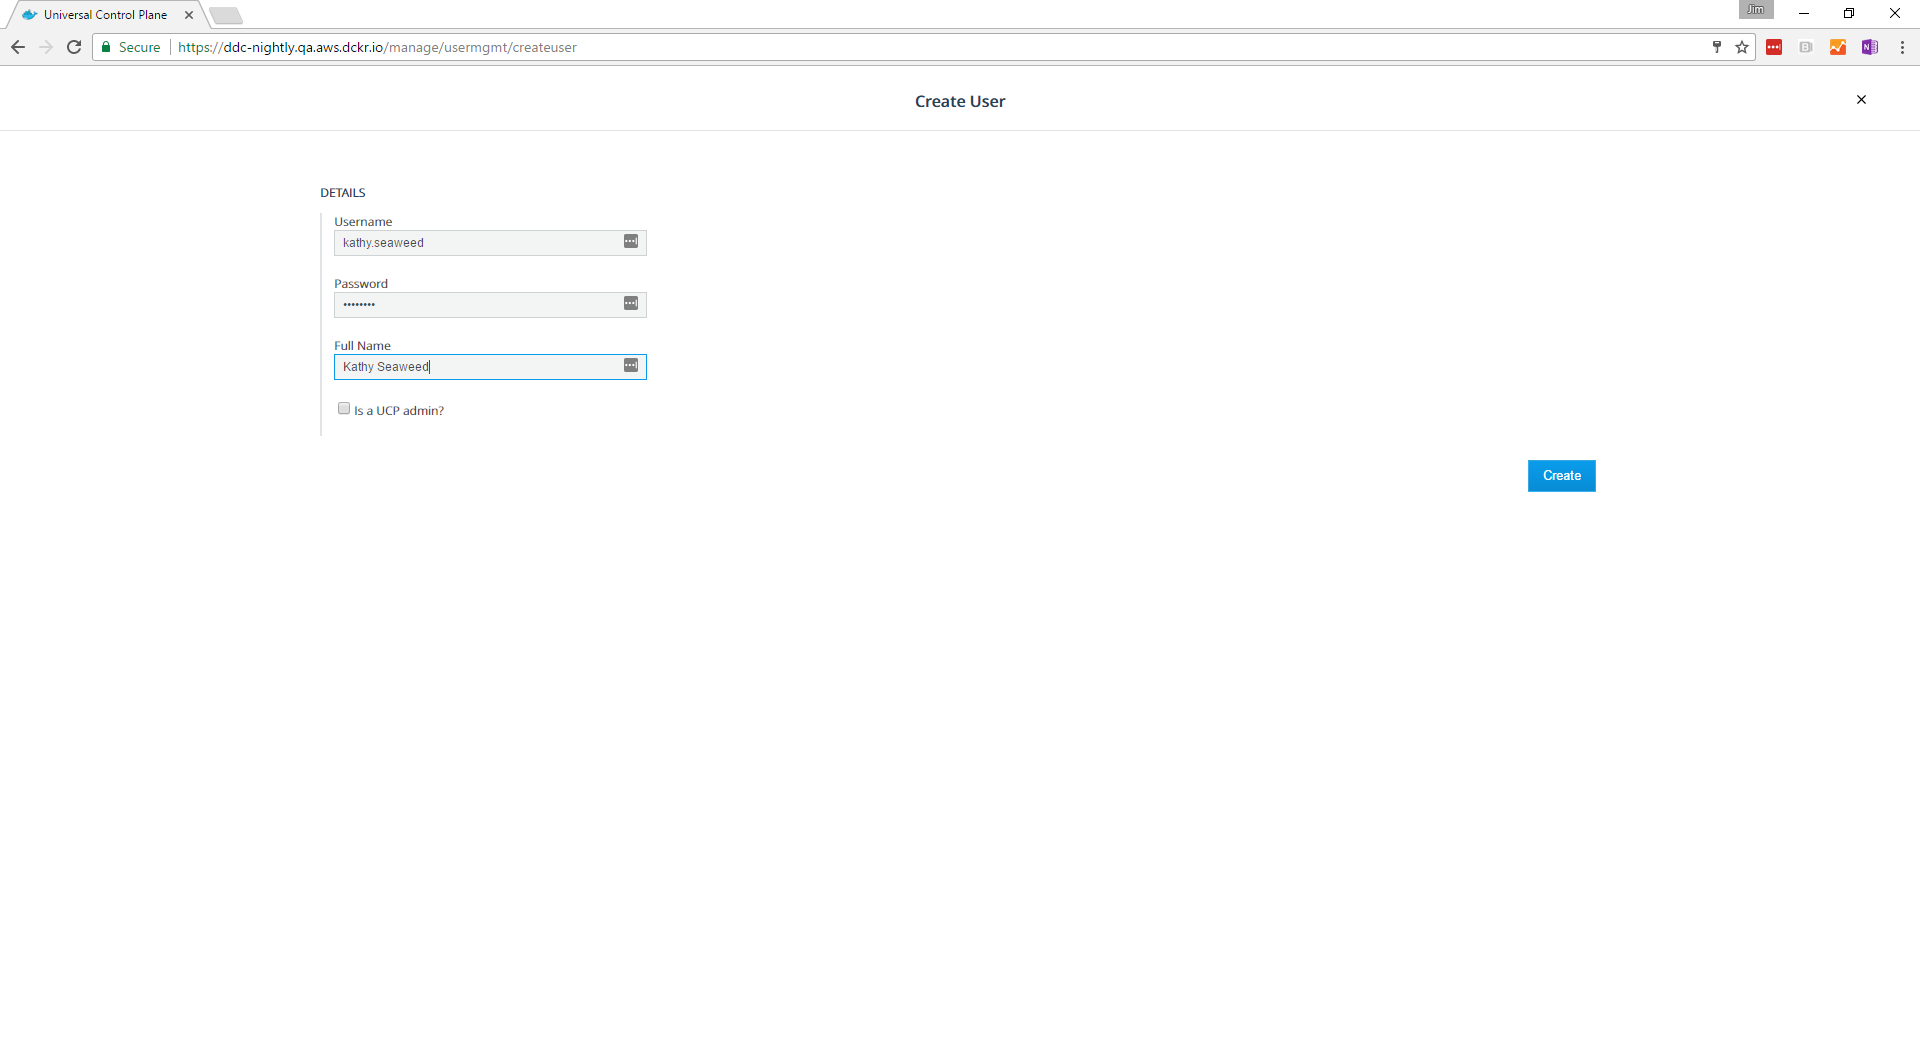 Universal Control Plane
Jim
Secure
https://ddc-nightly.qa.aws.dckr.io/manage/usermgmt/createuser
Create User
DETAILS
Username
kathy.seaweed
Password
••••••••
Full Name
Kathy Seaweed
Is a UCP admin?
Create